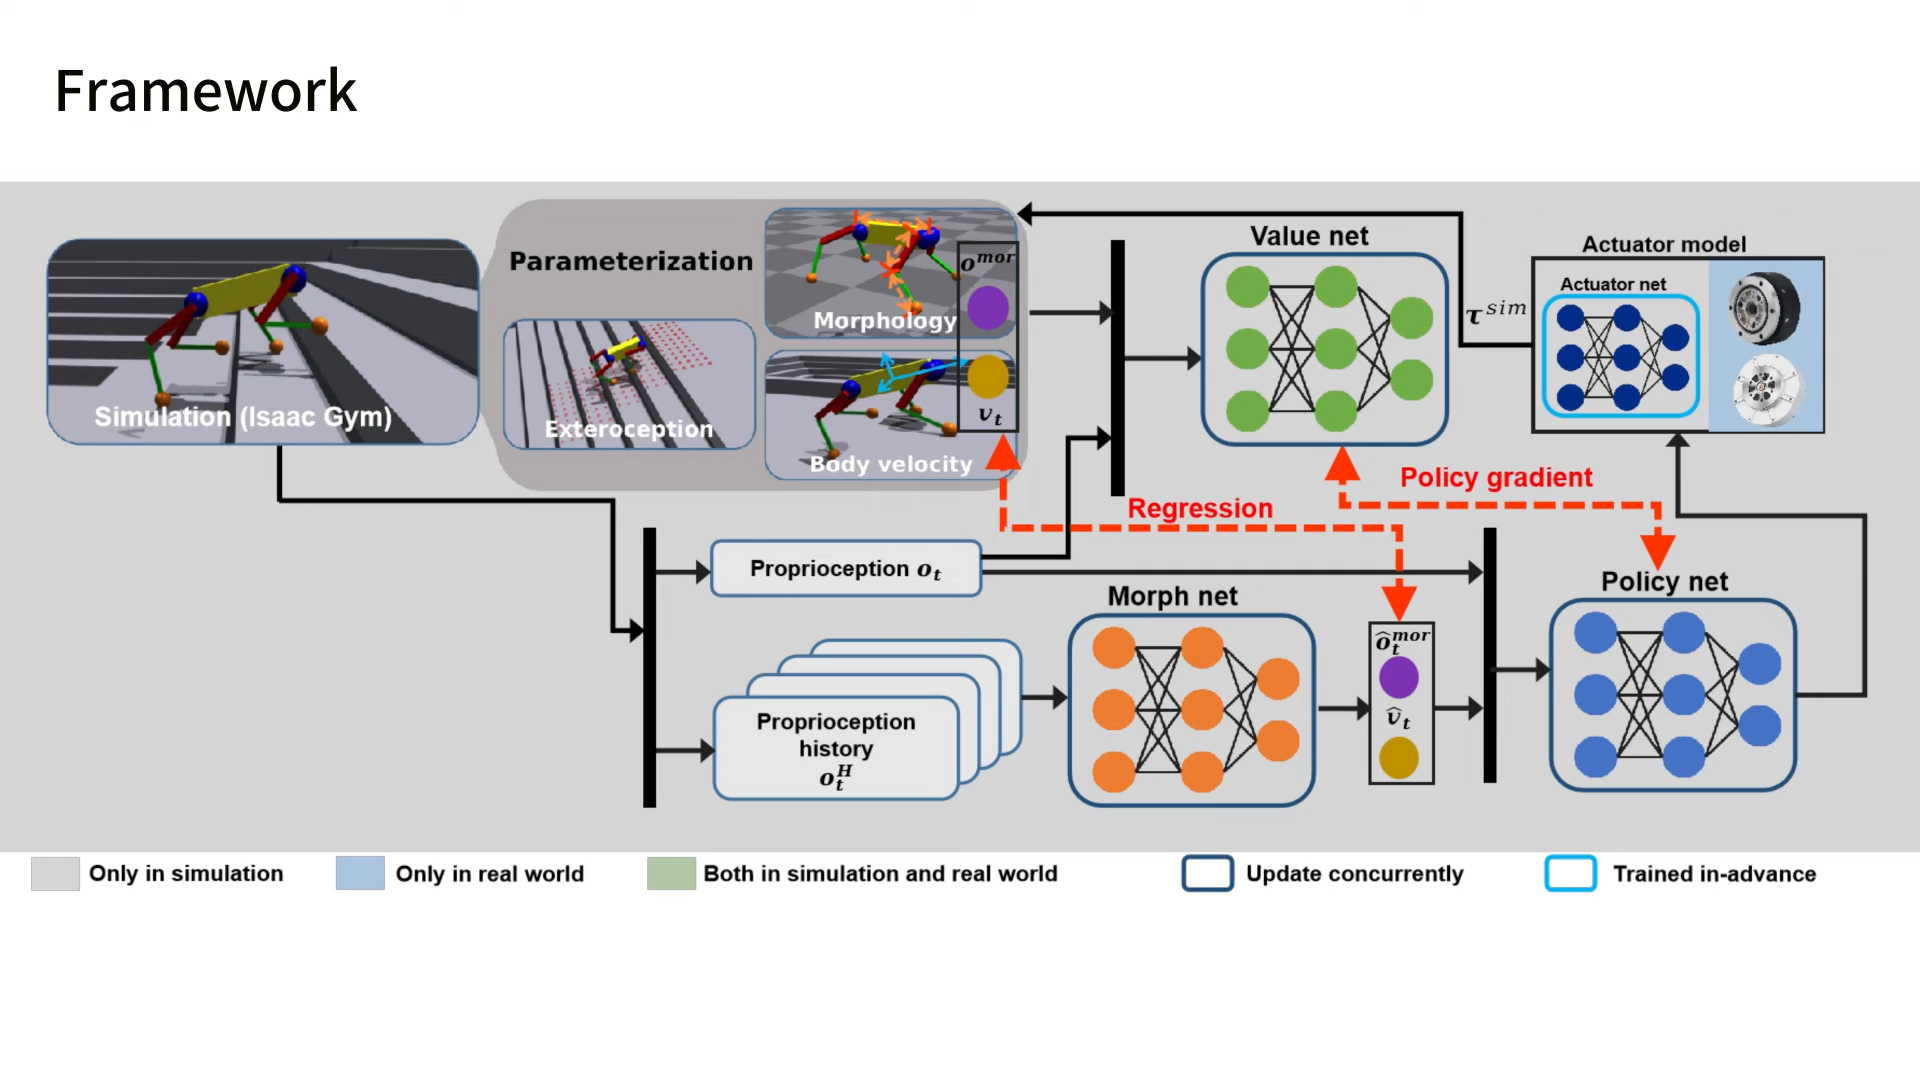 Framework
Parameterization
Simulation (Isaac Gym)
Exteroception
Morphology
Body velocity
o^{mor}
v_t
Value net
Actuator model
Actuator net
τ^{sim}
Policy gradient
Regression
Proprioception o_t
Proprioception
history
o_t^H
Morph net
ô_t^{mor}
v̂_t
Policy net
Only in simulation
Only in real world
Both in simulation and real world
Update concurrently
Trained in-advance